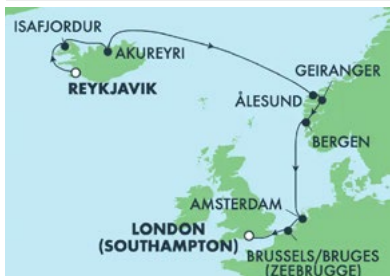 ISAFJORDUR
AKUREYRI
REYKJAVIK
GEIRANGER
ÅLESUND
BERGEN
AMSTERDAM
LONDON
(SOUTHAMPTON)
BRUSSELS/BRUGES
(ZEEBRUGGE)